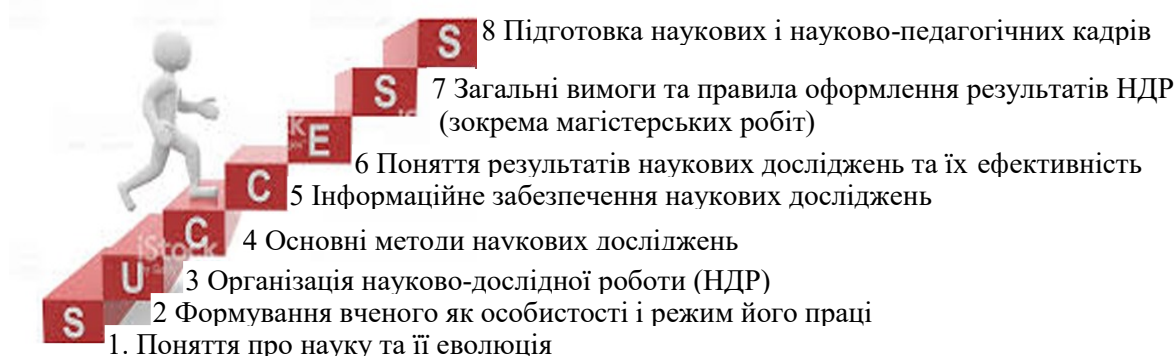 8 Підготовка наукових і науково-педагогічних кадрів
7 Загальні вимоги та правила оформлення результатів НДР
(зокрема магістерських робіт)
6 Поняття результатів наукових досліджень та їх ефективність
5 Інформаційне забезпечення наукових досліджень
4 Основні методи наукових досліджень
3 Організація науково-дослідної роботи (НДР)
2 Формування вченого як особистості і режим його праці
1. Поняття про науку та її еволюція
S U C C E S S
iStock